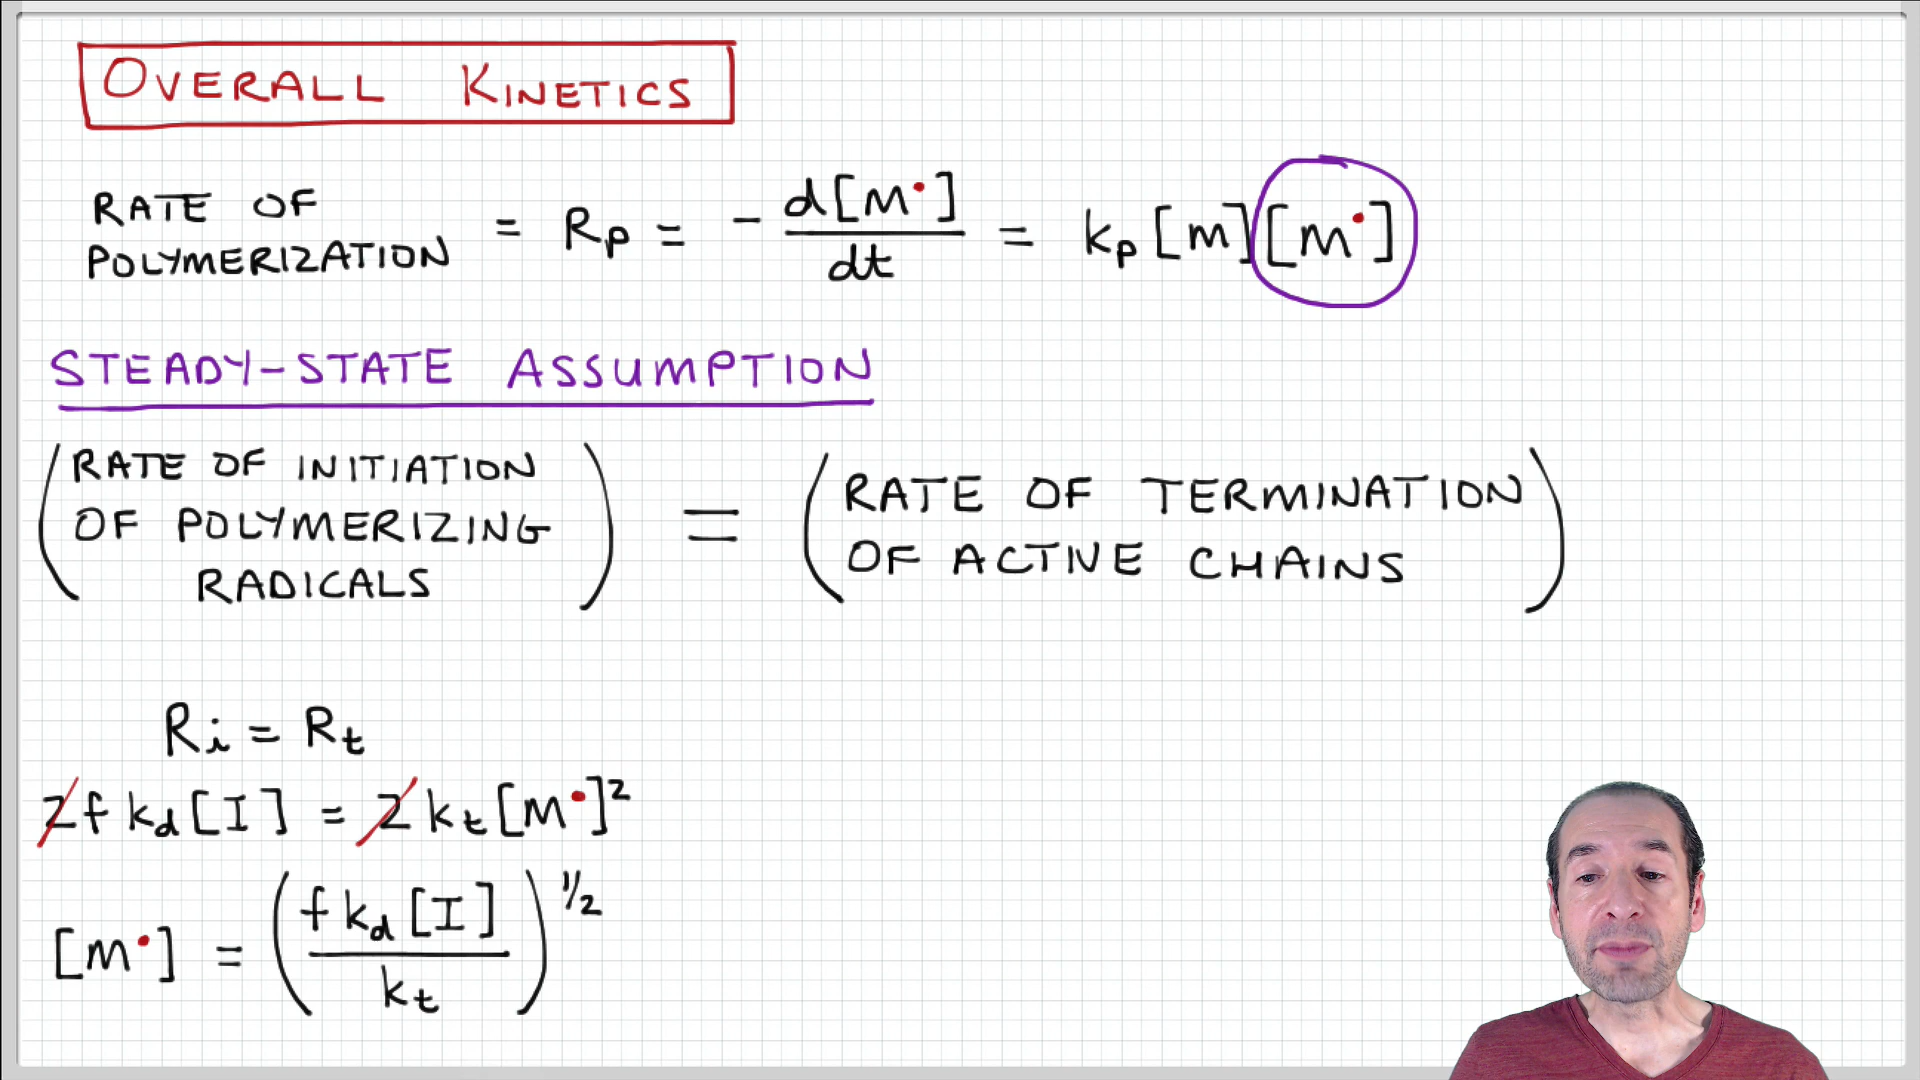 OVERALL KINETICS
RATE OF POLYMERIZATION = Rp = - d[M•]/dt = kp [M][M•]
STEADY-STATE ASSUMPTION
(RATE OF INITIATION OF POLYMERIZING RADICALS) = (RATE OF TERMINATION OF ACTIVE CHAINS)
Ri = Rt
2f kd [I] = 2 kt [M•]²
[M•] = (f kd [I] / kt)^1/2